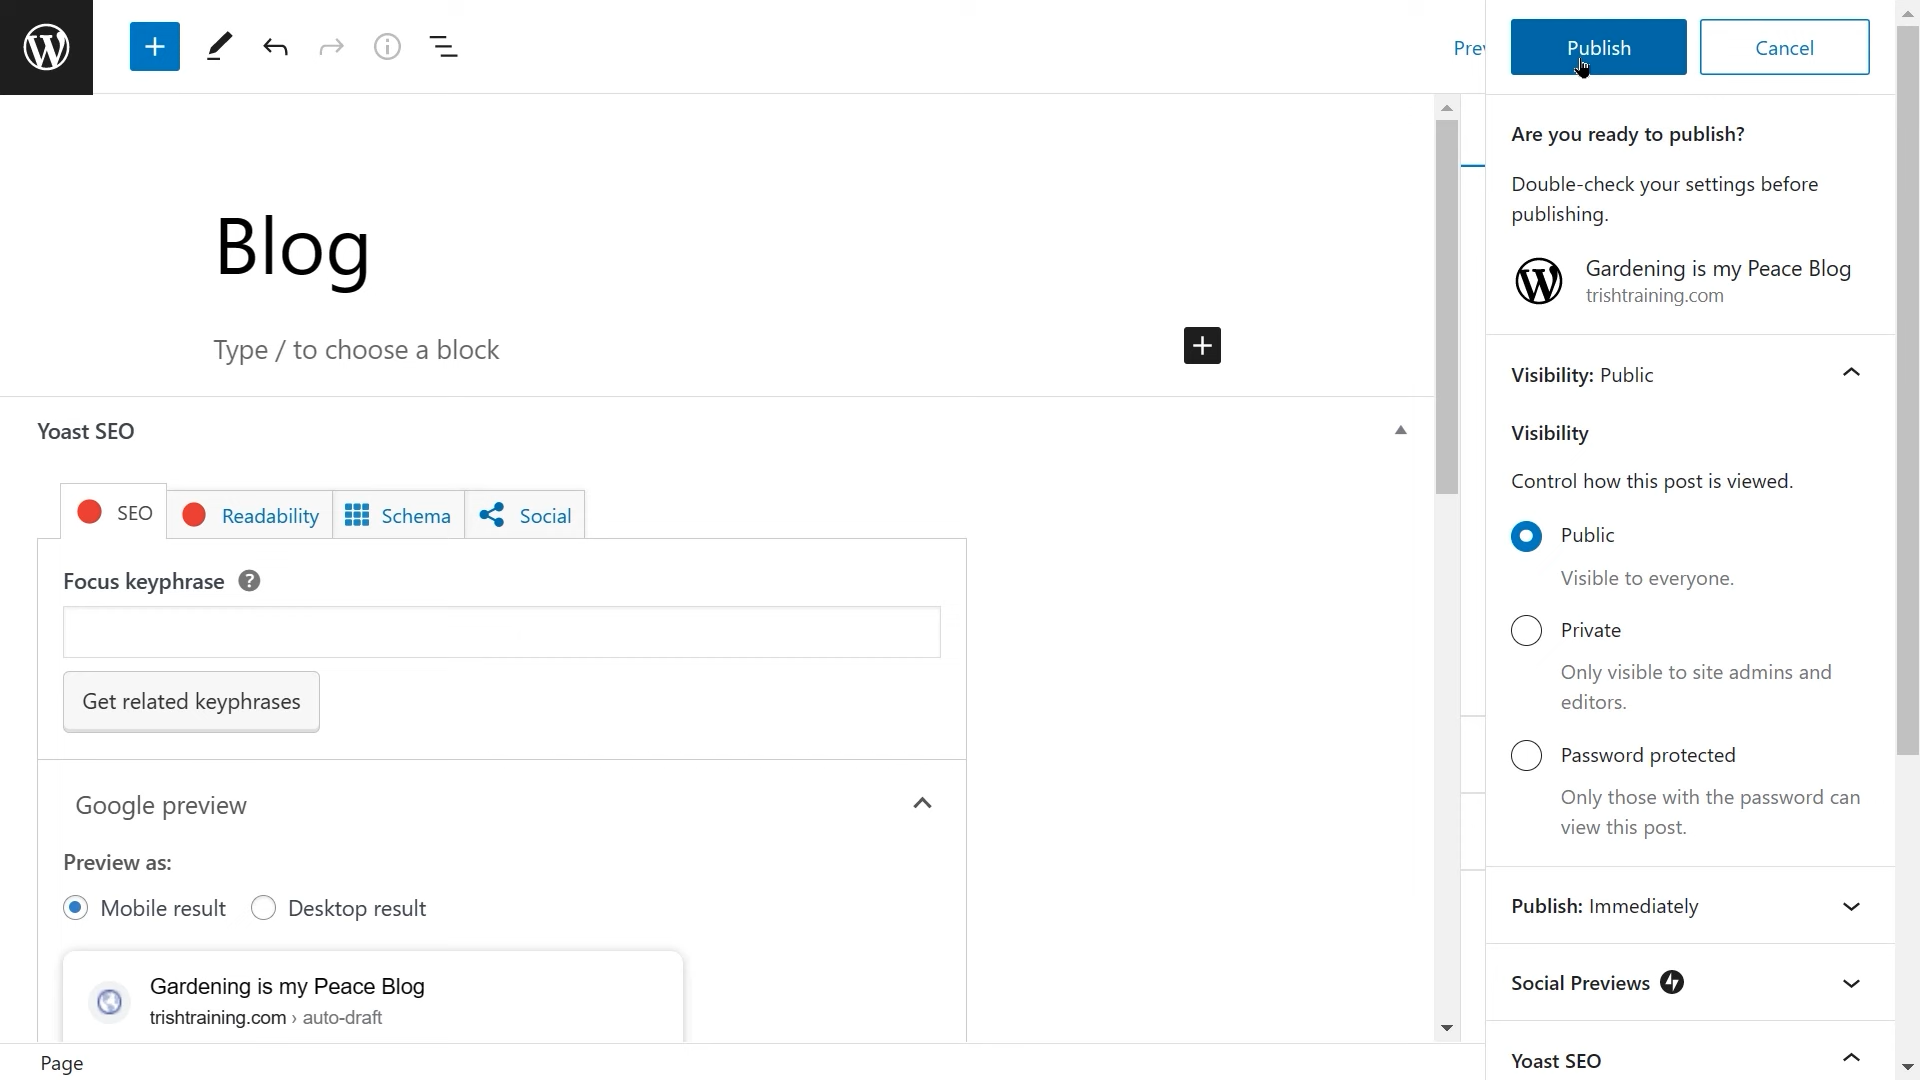 Publish
Cancel
Are you ready to publish?
Double-check your settings before
publishing.
Gardening is my Peace Blog
trishtraining.com
Visibility: Public
Visibility
Control how this post is viewed.
Public
Visible to everyone.
Private
Only visible to site admins and
editors.
Password protected
Only those with the password can
view this post.
Publish: Immediately
Social Previews
Yoast SEO
Blog
Type / to choose a block
Yoast SEO
SEO
Readability
Schema
Social
Focus keyphrase ?
Get related keyphrases
Google preview
Preview as:
Mobile result
Desktop result
Gardening is my Peace Blog
trishtraining.com › auto-draft
Page